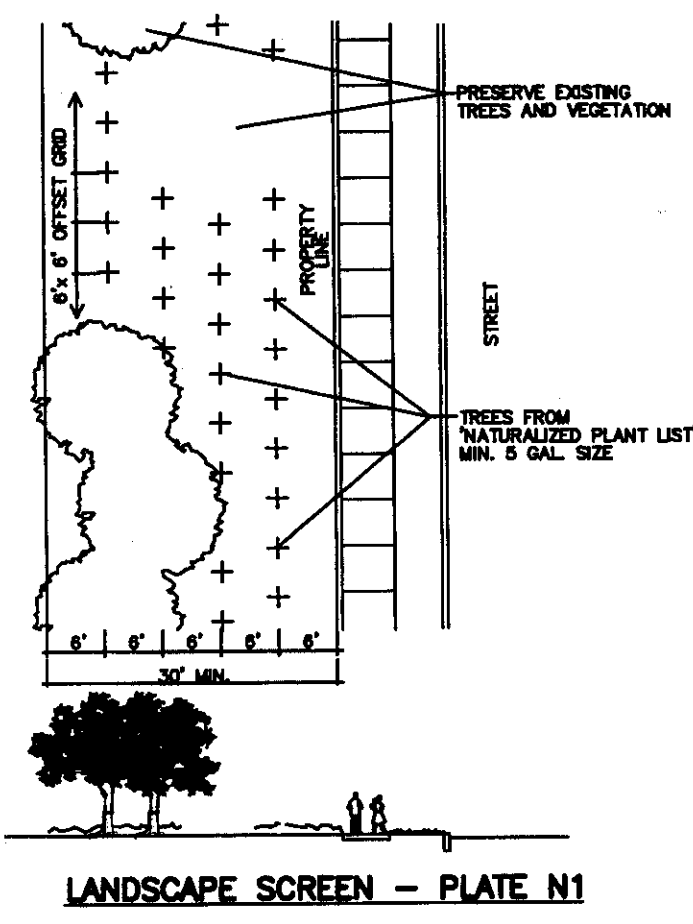 PRESERVE EXISTING
TREES AND VEGETATION
6'x 6' OFFSET GRID
PROPERTY
LINE
STREET
TREES FROM
'NATURALIZED PLANT LIST'
MIN. 5 GAL. SIZE
6' 6' 6' 6' 6'
30' MIN.
LANDSCAPE SCREEN – PLATE N1